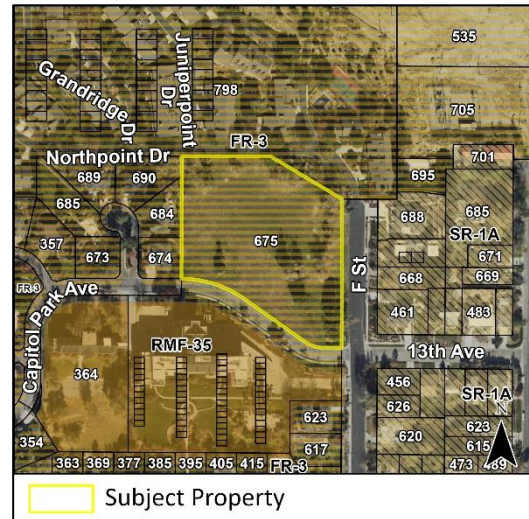 535
Juniperpoint
Dr
Grandridge Dr
798
705
FR-3
Northpoint Dr
701
695
689
690
685
688
685
684
SR-1A
675
F St
671
357
673
674
668
669
FR-3
461
483
Capitol Park Ave
RMF-35
13th Ave
364
456
SR-1A
626
N
623
623
620
354
617
615
363
369
377
385
395
405
415
FR-3
473
489
Subject Property